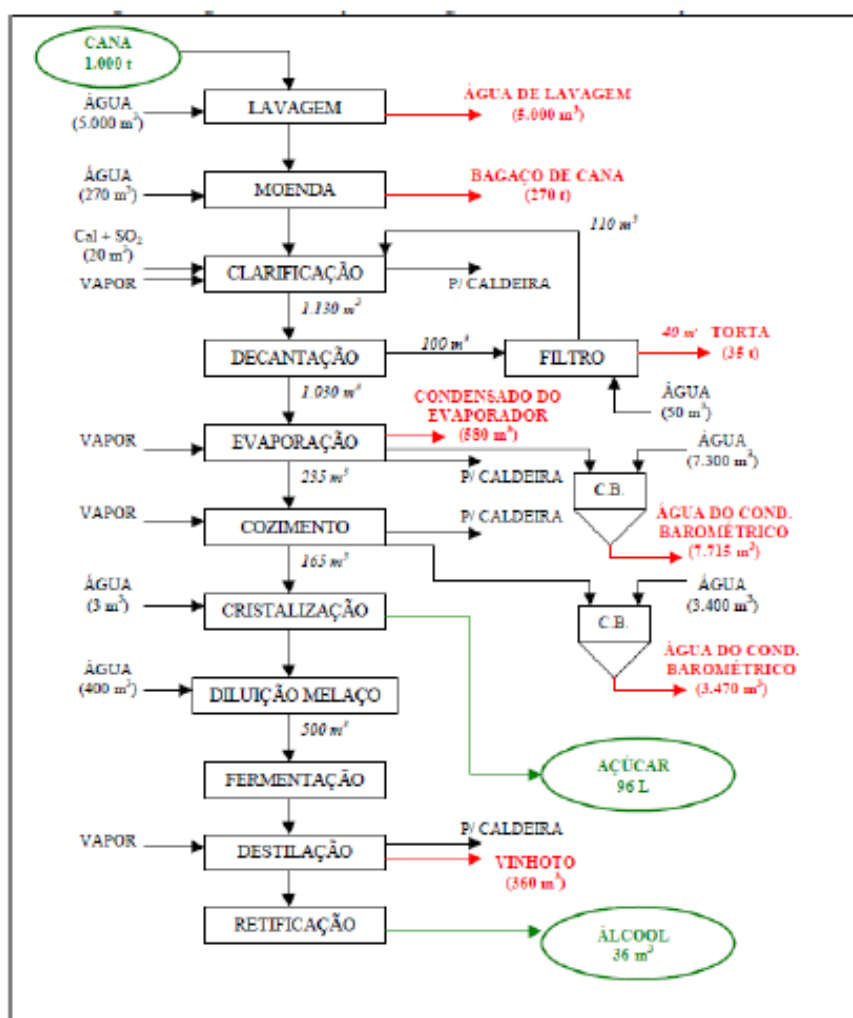 CANA
1.000 t
ÁGUA
(5.000 m³)
LAVAGEM
ÁGUA DE LAVAGEM
(5.000 m³)
ÁGUA
(270 m³)
MOENDA
BAGAÇO DE CANA
(270 t)
110 m³
Cal + SO₂
(20 m³)
VAPOR
CLARIFICAÇÃO
P/ CALDEIRA
1.130 m³
DECANTAÇÃO
100 m³
FILTRO
40 m³ TORTA
(35 t)
1.030 m³
CONDENSADO DO
EVAPORADOR
(580 m³)
ÁGUA
(50 m³)
VAPOR
EVAPORAÇÃO
P/ CALDEIRA
ÁGUA
(7.300 m³)
235 m³
C.B.
VAPOR
COZIMENTO
P/ CALDEIRA
ÁGUA DO COND.
BAROMÉTRICO
(7.715 m³)
165 m³
ÁGUA
(3 m³)
CRISTALIZAÇÃO
ÁGUA
(3.400 m³)
C.B.
ÁGUA DO COND.
BAROMÉTRICO
(3.470 m³)
ÁGUA
(400 m³)
DILUIÇÃO MELAÇO
500 m³
FERMENTAÇÃO
AÇÚCAR
96 L
VAPOR
DESTILAÇÃO
P/ CALDEIRA
VINHOTO
(360 m³)
RETIFICAÇÃO
ÁLCOOL
36 m³